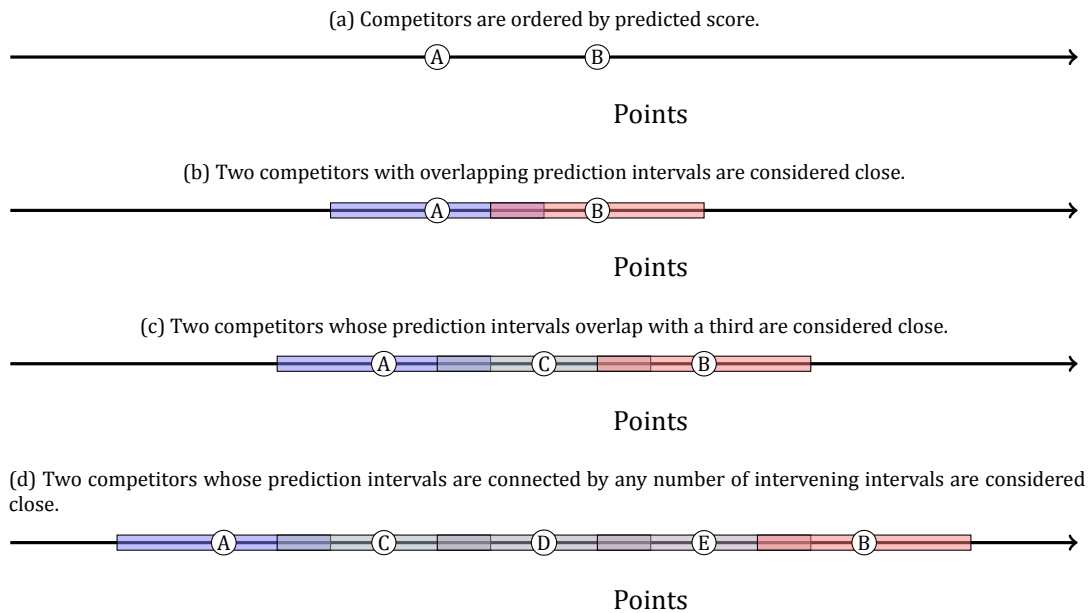 (a) Competitors are ordered by predicted score.
A B
Points
(b) Two competitors with overlapping prediction intervals are considered close.
A B
Points
(c) Two competitors whose prediction intervals overlap with a third are considered close.
A C B
Points
(d) Two competitors whose prediction intervals are connected by any number of intervening intervals are considered
close.
A C D E B
Points